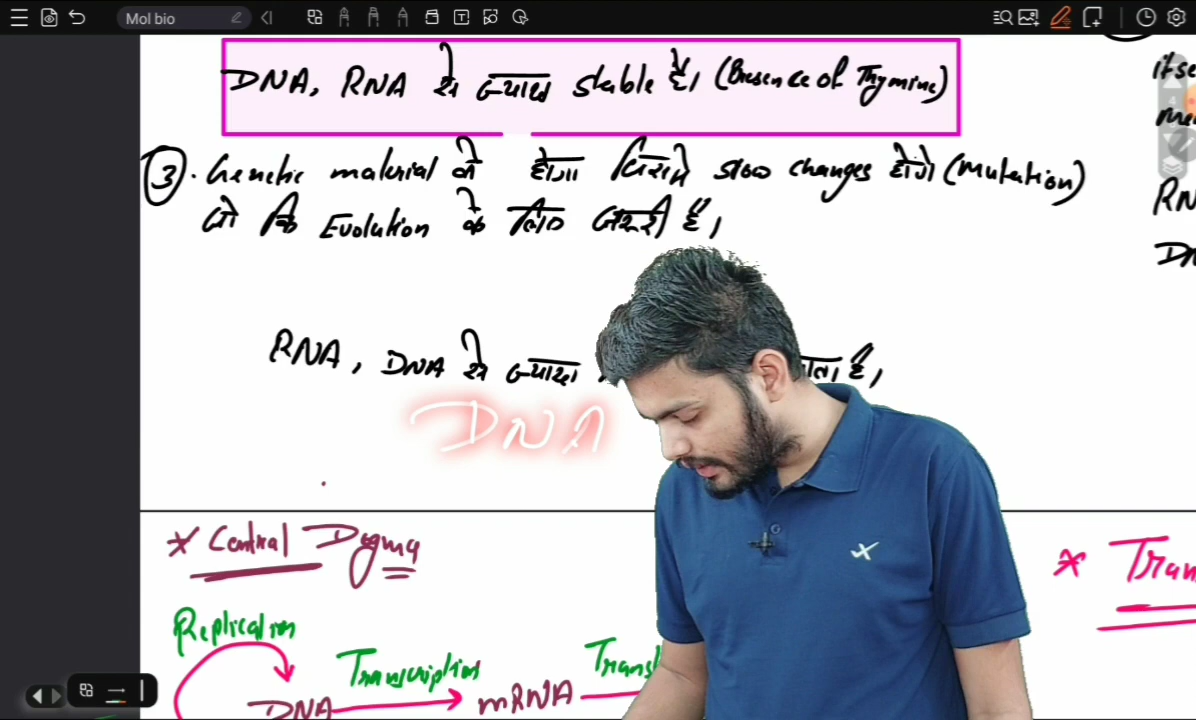 Mol bio
DNA, RNA से ज्यादा stable है। (Presence of Thymine)
③. Genetic material में होना चाहिये slow changes होंगे (Mutation)
जो कि Evolution के लिए जरूरी है।
RNA, DNA से ज्यादा है।
DNA
* Central Dogma
Replication
Transcription
DNA → mRNA
* Tran
RN